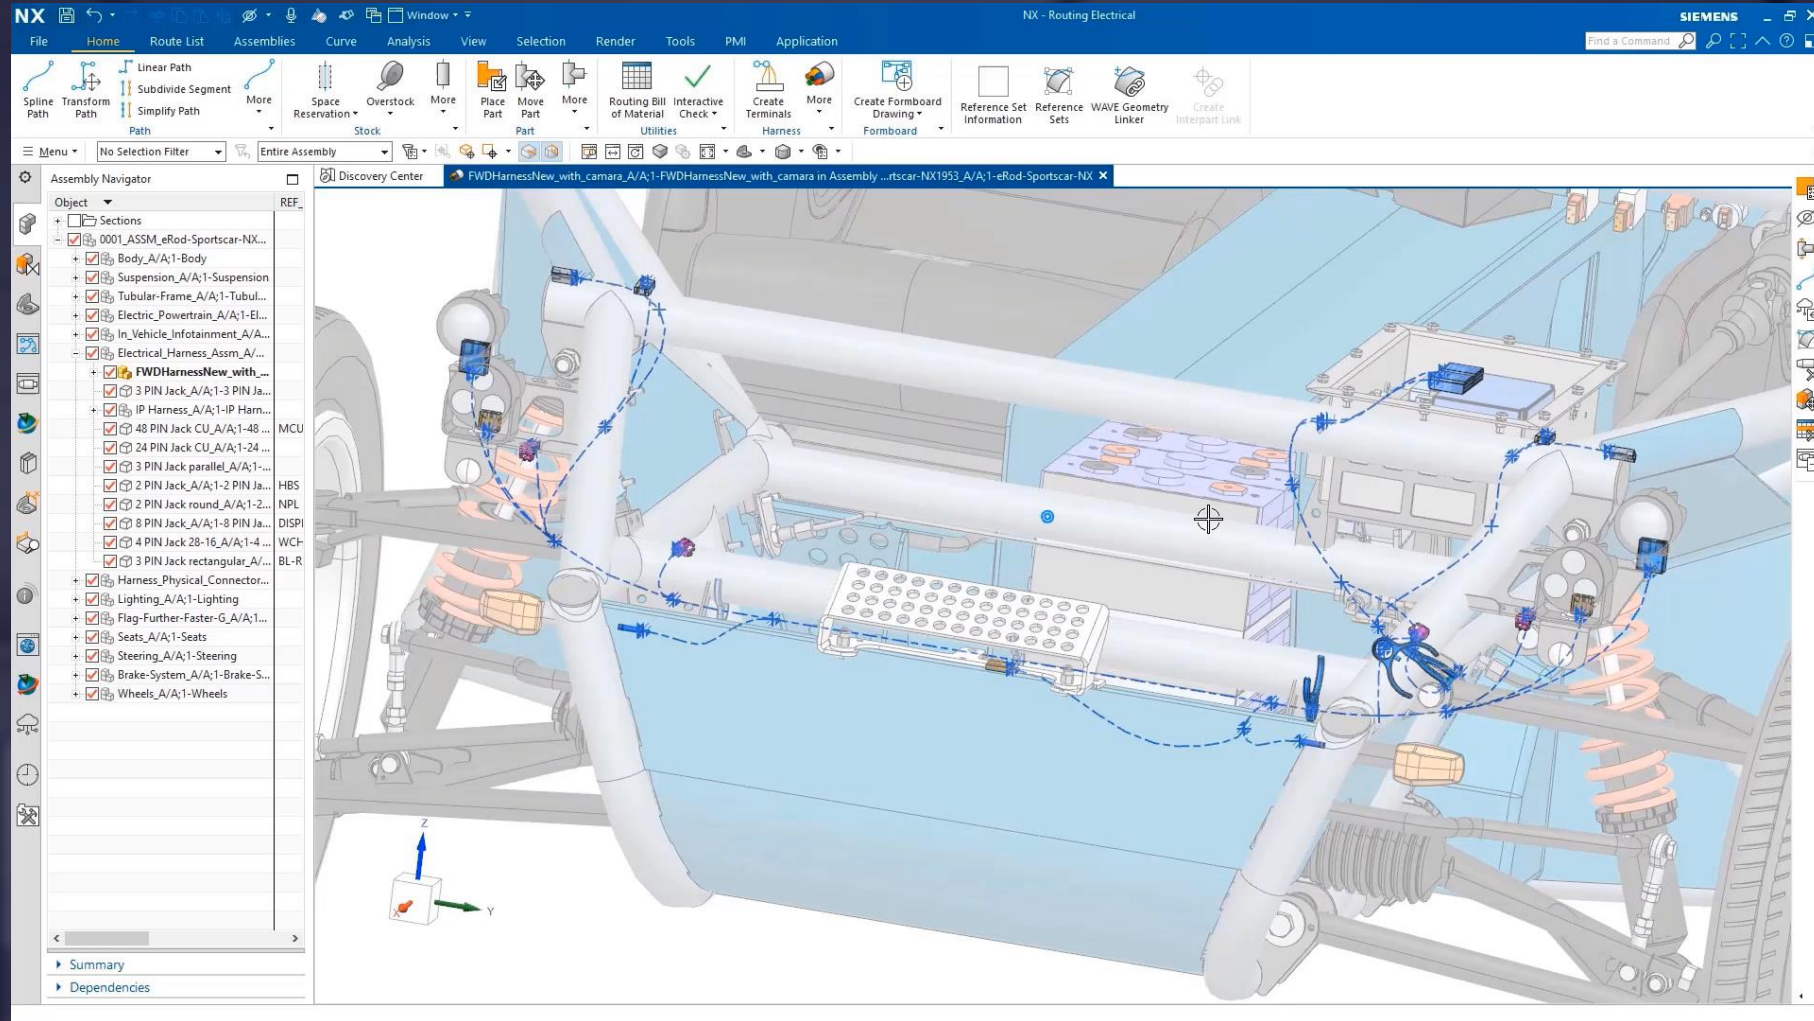 NX
Window
NX - Routing Electrical
SIEMENS
File
Home
Route List
Assemblies
Curve
Analysis
View
Selection
Render
Tools
PMI
Application
Find a Command
Spline Path
Transform Path
Linear Path
Subdivide Segment
Simplify Path
More
Path
Space Reservation
Overstock
More
Stock
Place Part
Move Part
More
Part
Routing Bill of Material
Interactive Check
Utilities
Create Terminals
More
Harness
Create Formboard Drawing
Formboard
Reference Set Information
Reference Sets
WAVE Geometry Linker
Create Interpart Link
Menu
No Selection Filter
Entire Assembly
Assembly Navigator
Discovery Center
FWDHarnessNew_with_camara_A/A;1-FWDHarnessNew_with_camara in Assembly ...rtscar-NX1953_A/A;1-eRod-Sportscar-NX
Object REF_
Sections
0001_ASSM_eRod-Sportscar-NX...
Body_A/A;1-Body
Suspension_A/A;1-Suspension
Tubular-Frame_A/A;1-Tubul...
Electric_Powertrain_A/A;1-El...
In_Vehicle_Infotainment_A/A...
Electrical_Harness_Assm_A/...
FWDHarnessNew_with_...
3 PIN Jack_A/A;1-3 PIN Ja...
IP Harness_A/A;1-IP Harn...
48 PIN Jack CU_A/A;1-48 ... MCU
24 PIN Jack CU_A/A;1-24 ...
3 PIN Jack parallel_A/A;1-...
2 PIN Jack_A/A;1-2 PIN Ja... HBS
2 PIN Jack round_A/A;1-2... NPL
8 PIN Jack_A/A;1-8 PIN Ja... DISPI
4 PIN Jack 28-16_A/A;1-4 ... WCH
3 PIN Jack rectangular_A/... BL-R
Harness_Physical_Connector...
Lighting_A/A;1-Lighting
Flag-Further-Faster-G_A/A;1...
Seats_A/A;1-Seats
Steering_A/A;1-Steering
Brake-System_A/A;1-Brake-S...
Wheels_A/A;1-Wheels
Z
X
Y
Summary
Dependencies